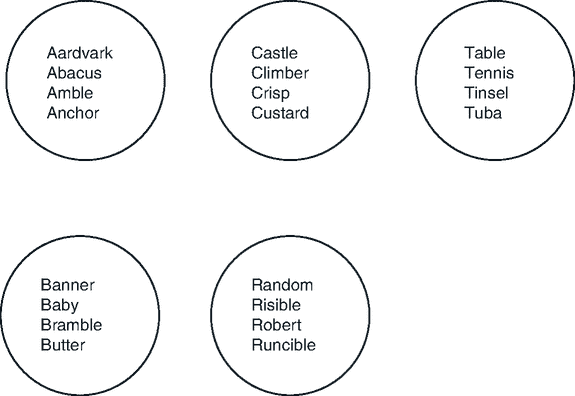 Aardvark
Abacus
Amble
Anchor
Castle
Climber
Crisp
Custard
Table
Tennis
Tinsel
Tuba
Banner
Baby
Bramble
Butter
Random
Risible
Robert
Runcible